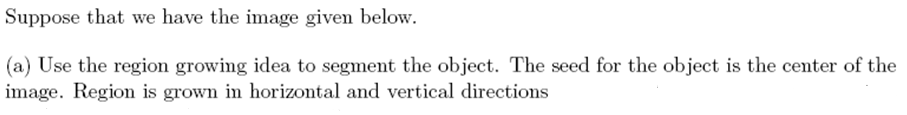 Suppose that we have the image given below.
(a) Use the region growing idea to segment the object. The seed for the object is the center of the
image. Region is grown in horizontal and vertical directions